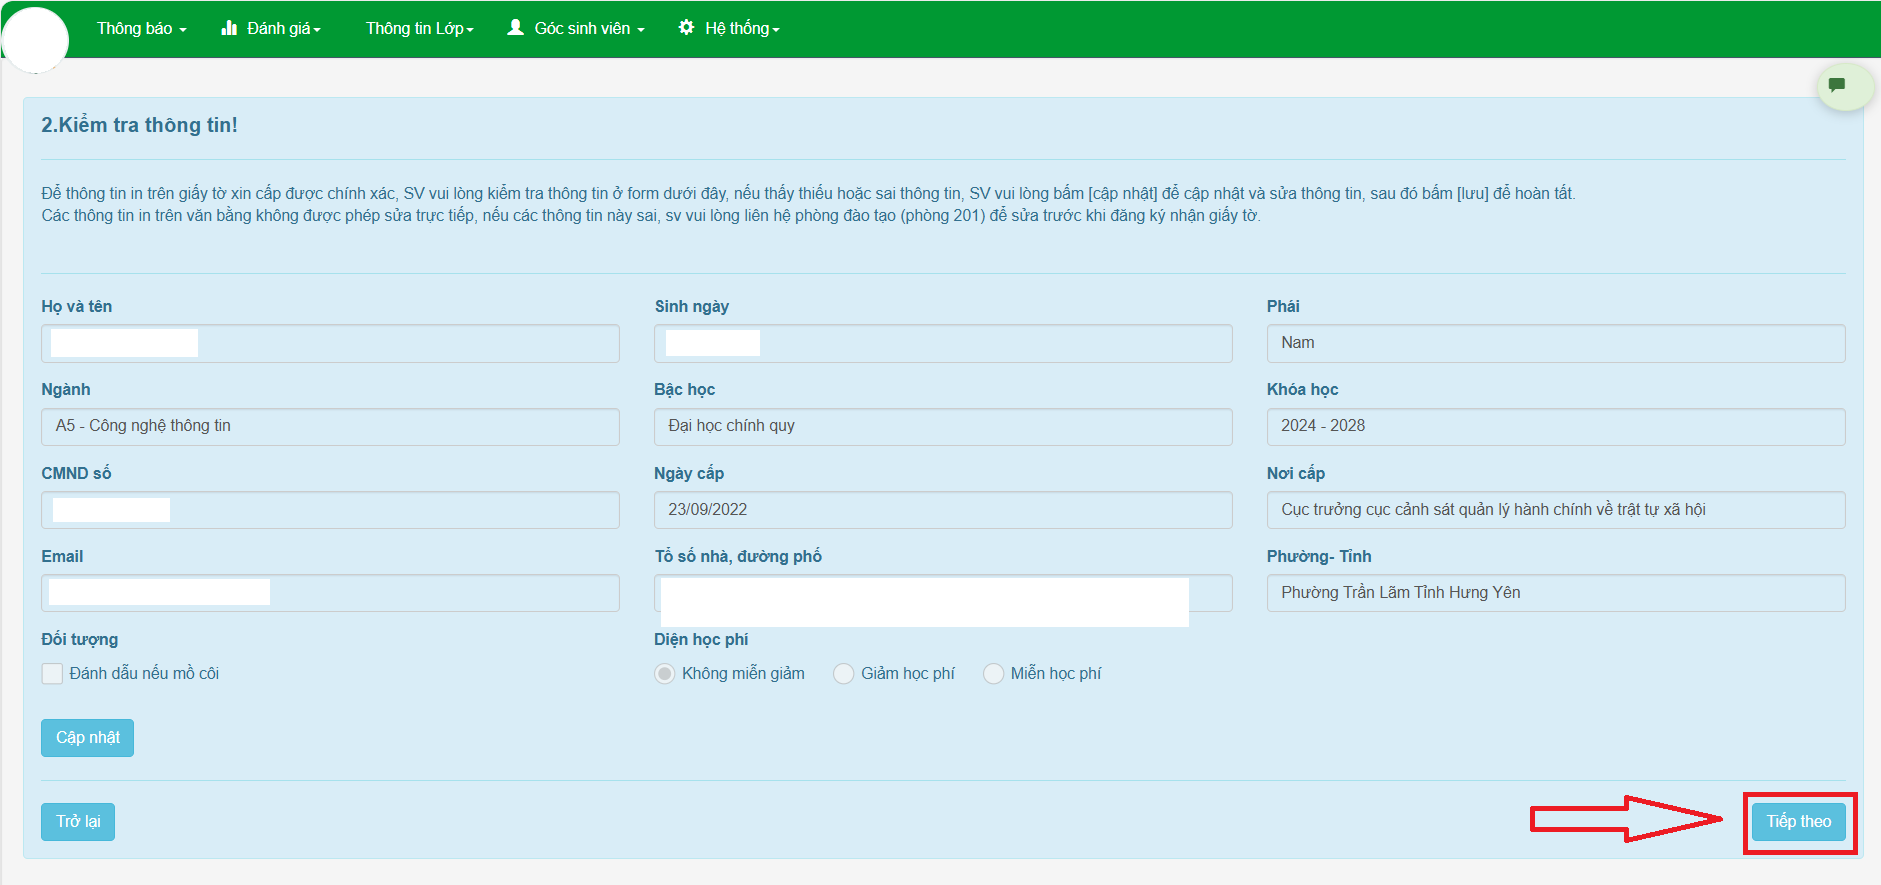 Thông báo Đánh giá Thông tin Lớp Góc sinh viên Hệ thống
2.Kiểm tra thông tin!
Để thông tin in trên giấy tờ xin cấp được chính xác, SV vui lòng kiểm tra thông tin ở form dưới đây, nếu thấy thiếu hoặc sai thông tin, SV vui lòng bấm [cập nhật] để cập nhật và sửa thông tin, sau đó bấm [lưu] để hoàn tất.
Các thông tin in trên văn bằng không được phép sửa trực tiếp, nếu các thông tin này sai, sv vui lòng liên hệ phòng đào tạo (phòng 201) để sửa trước khi đăng ký nhận giấy tờ.
Họ và tên Sinh ngày Phái
Nam
Ngành Bậc học Khóa học
A5 - Công nghệ thông tin Đại học chính quy 2024 - 2028
CMND số Ngày cấp Nơi cấp
23/09/2022 Cục trưởng cục cảnh sát quản lý hành chính về trật tự xã hội
Email Tổ số nhà, đường phố Phường- Tỉnh
Phường Trần Lãm Tỉnh Hưng Yên
Đối tượng Diện học phí
Đánh dấu nếu mồ côi Không miễn giảm Giảm học phí Miễn học phí
Cập nhật
Trở lại Tiếp theo